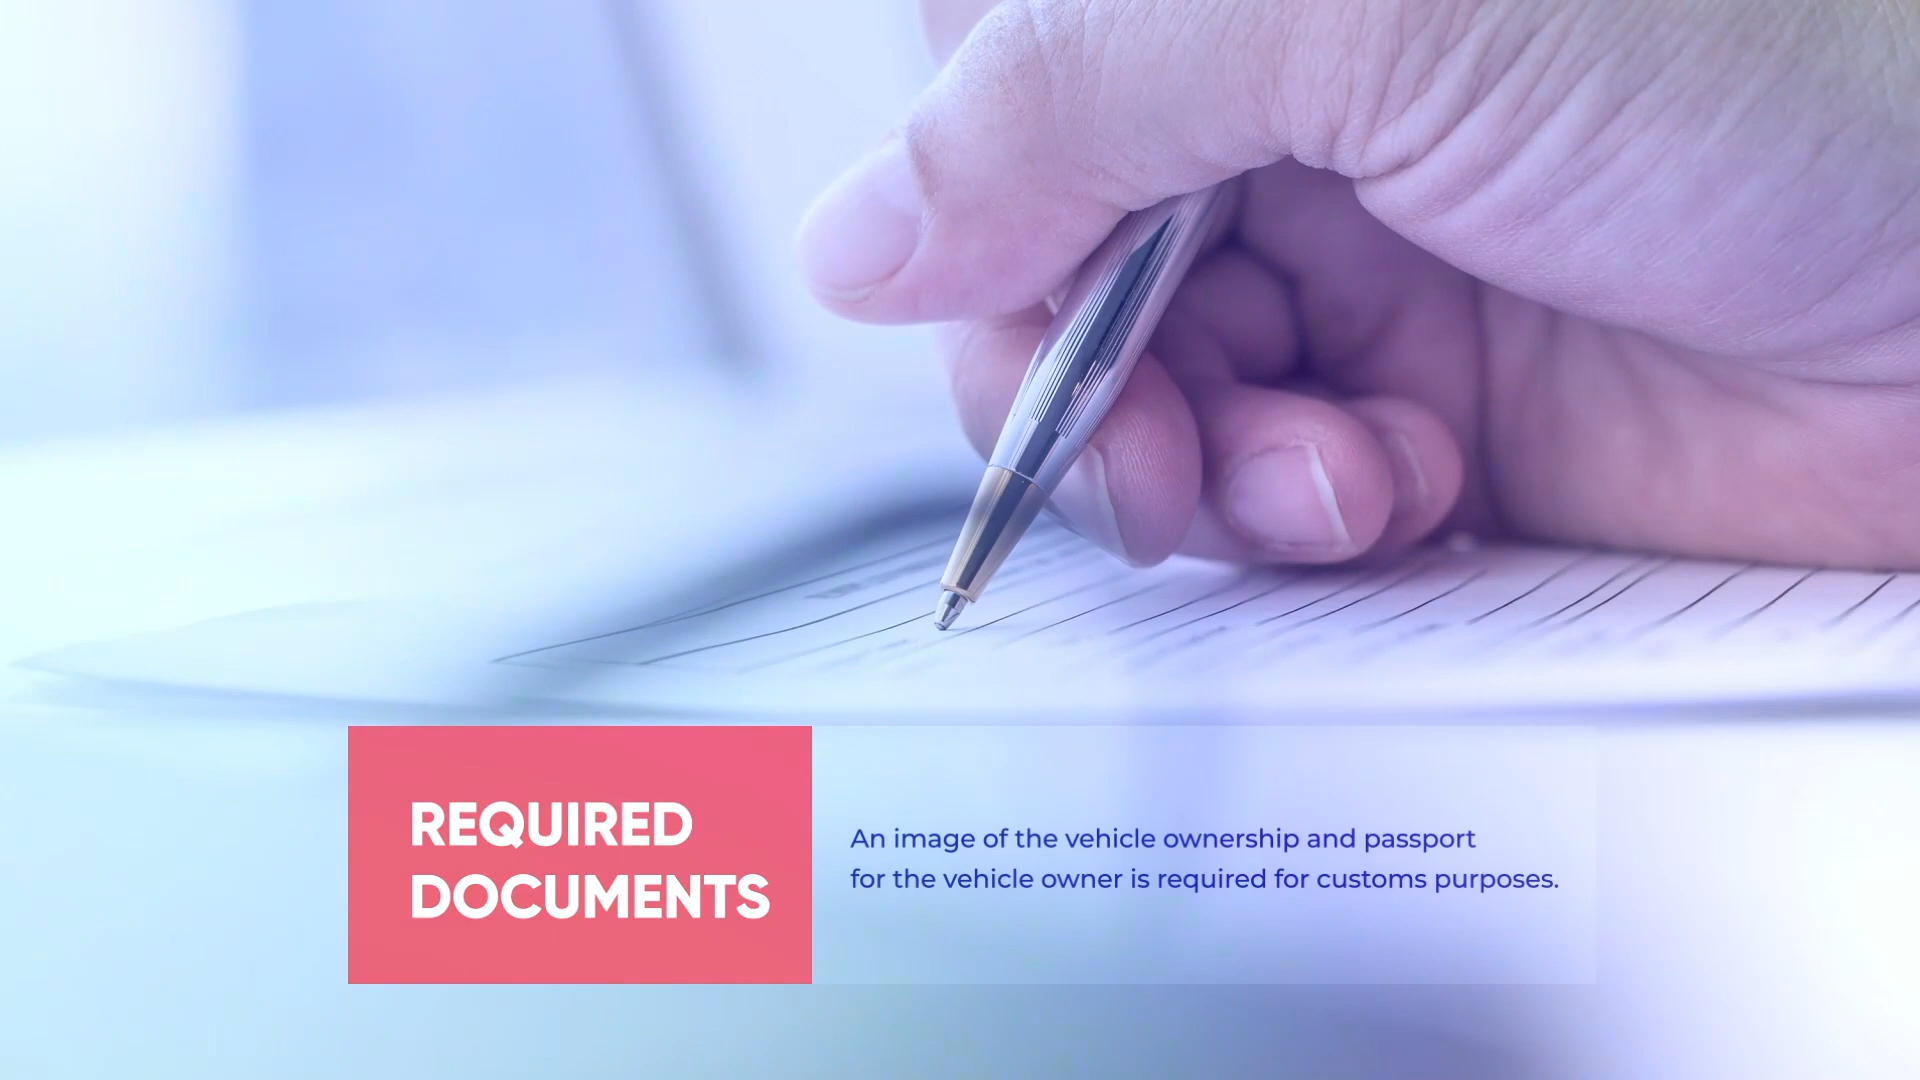 REQUIRED
DOCUMENTS
An image of the vehicle ownership and passport
for the vehicle owner is required for customs purposes.